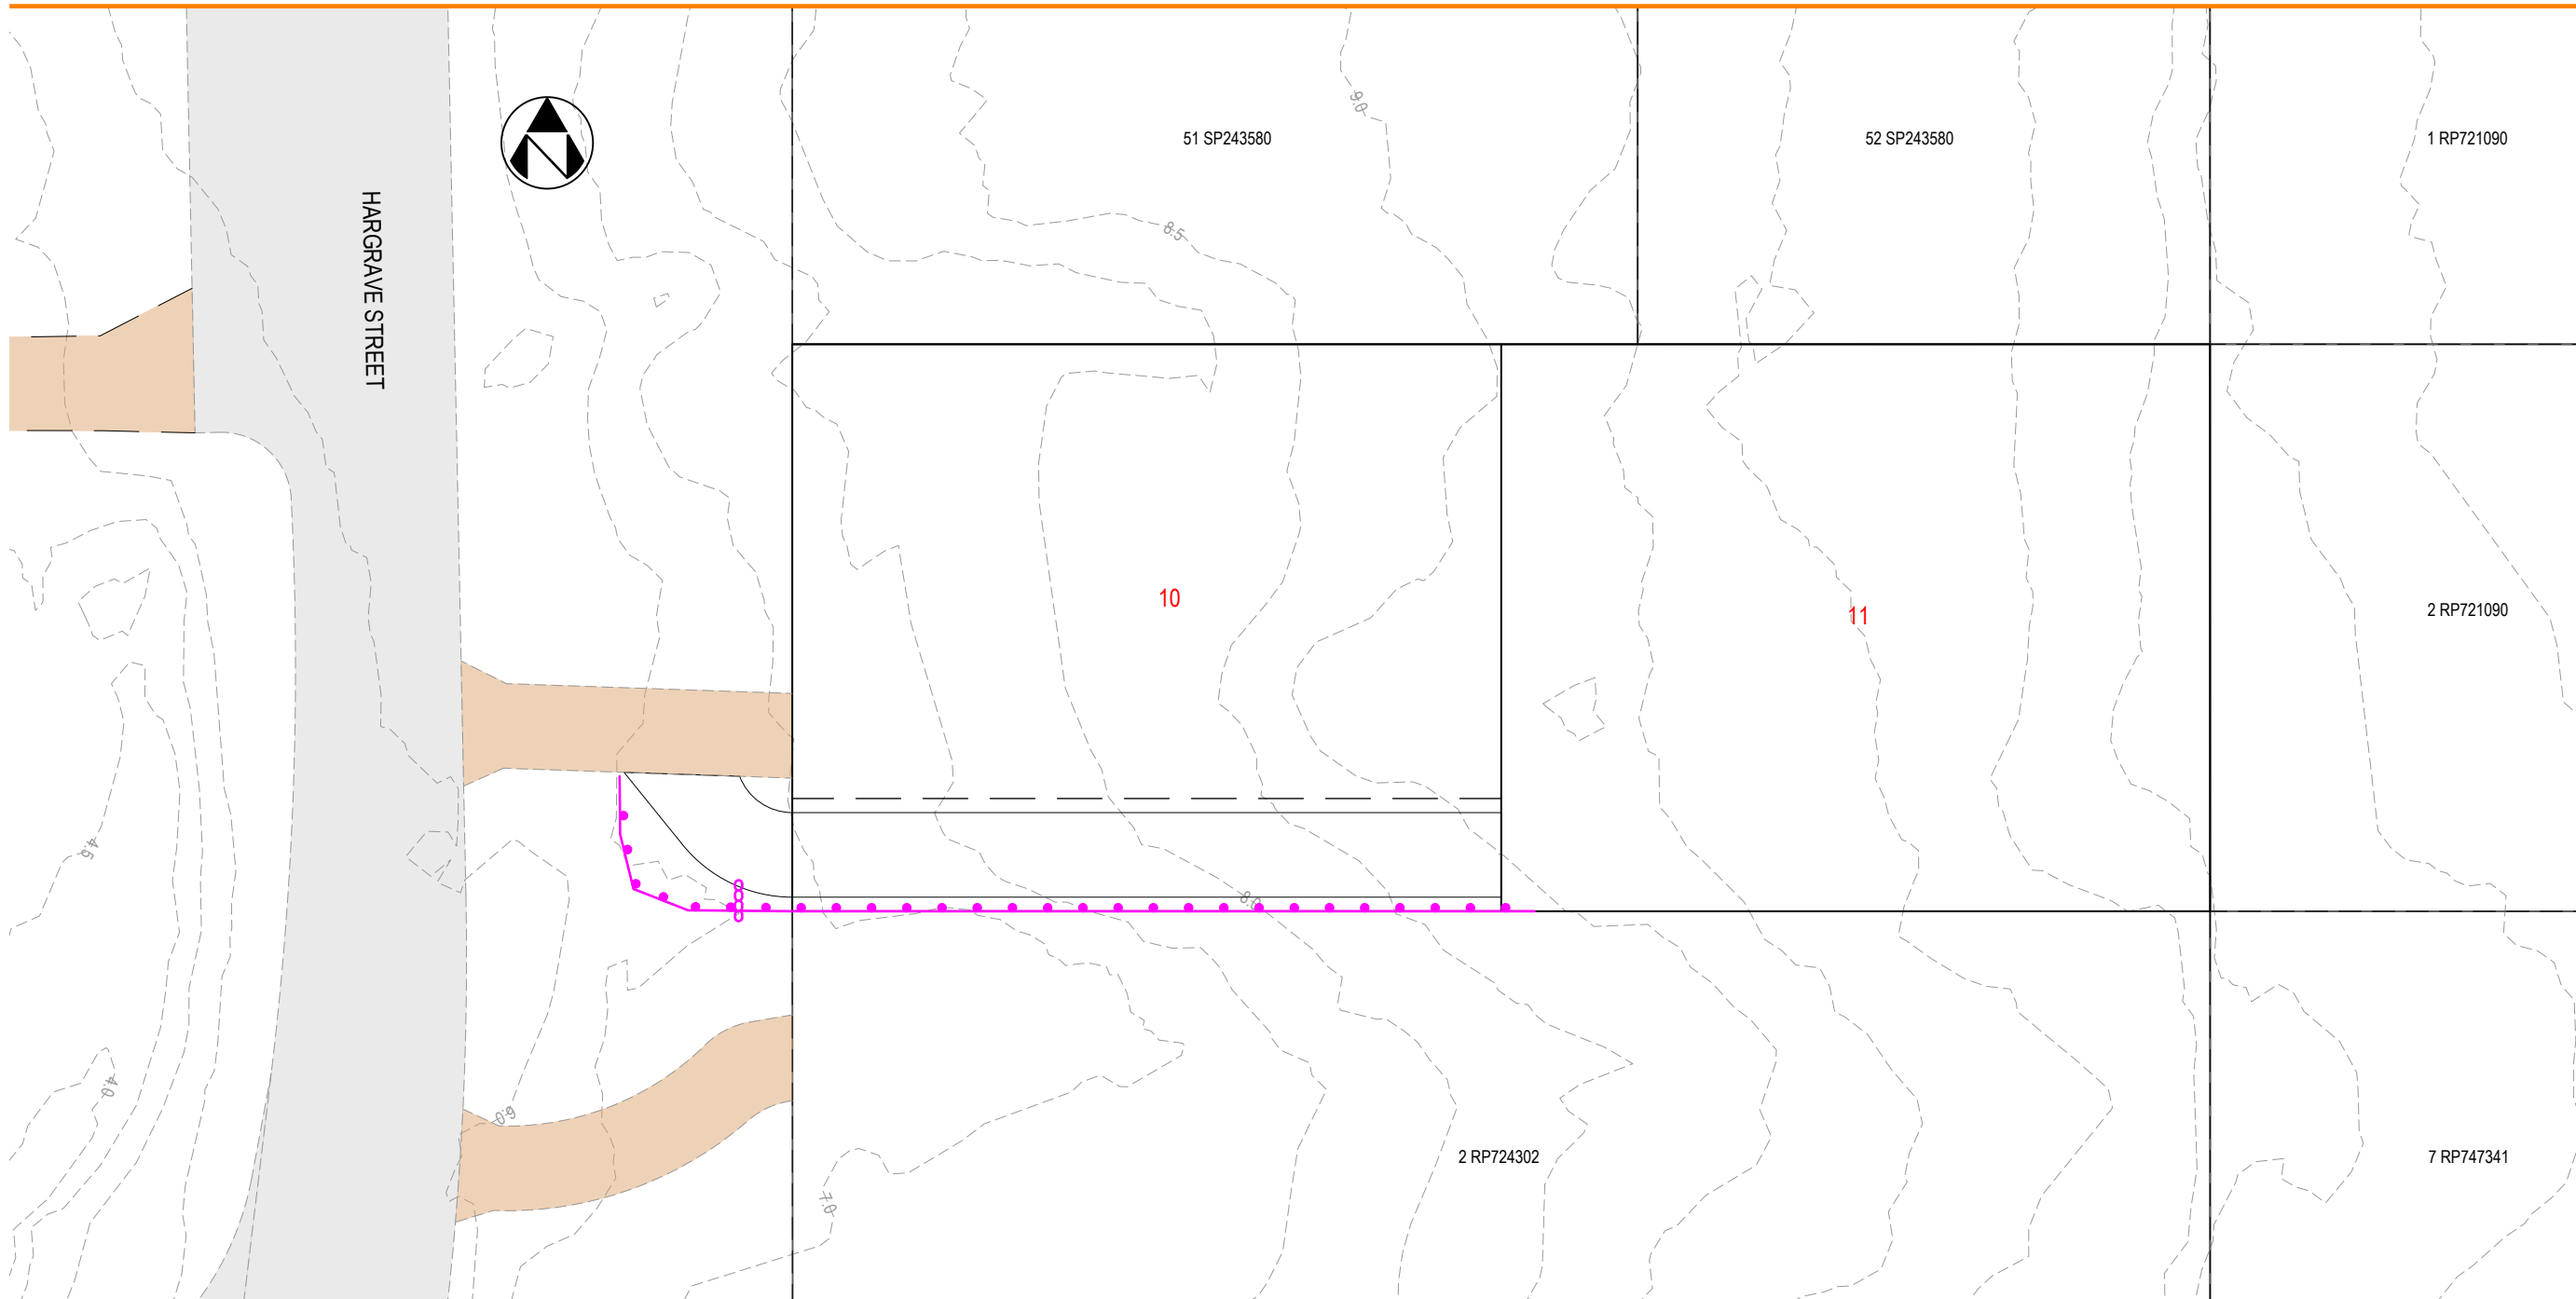 51 SP243580
52 SP243580
1 RP721090
HARGRAVE STREET
N
9.0
8.5
10
11
2 RP721090
4.5
8.0
4.0
6.0
2 RP724302
7 RP747341
7.0